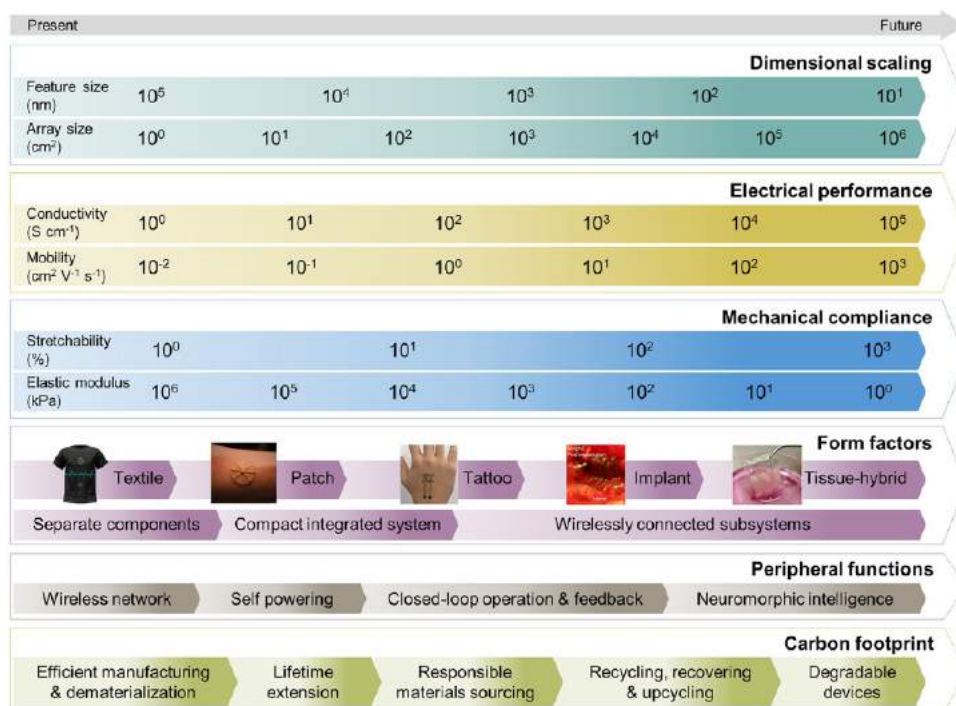 Present Future
Dimensional scaling
Feature size
(nm)
10⁵ 10⁴ 10³ 10² 10¹
Array size
(cm²)
10⁰ 10¹ 10² 10³ 10⁴ 10⁵ 10⁶
Electrical performance
Conductivity
(S cm⁻¹)
10⁰ 10¹ 10² 10³ 10⁴ 10⁵
Mobility
(cm² V⁻¹ s⁻¹)
10⁻² 10⁻¹ 10⁰ 10¹ 10² 10³
Mechanical compliance
Stretchability
(%)
10⁰ 10¹ 10² 10³
Elastic modulus
(kPa)
10⁶ 10⁵ 10⁴ 10³ 10² 10¹ 10⁰
Form factors
Textile Patch Tattoo Implant Tissue-hybrid
Separate components Compact integrated system Wirelessly connected subsystems
Peripheral functions
Wireless network Self powering Closed-loop operation & feedback Neuromorphic intelligence
Carbon footprint
Efficient manufacturing
& dematerialization
Lifetime
extension
Responsible
materials sourcing
Recycling, recovering
& upcycling
Degradable
devices